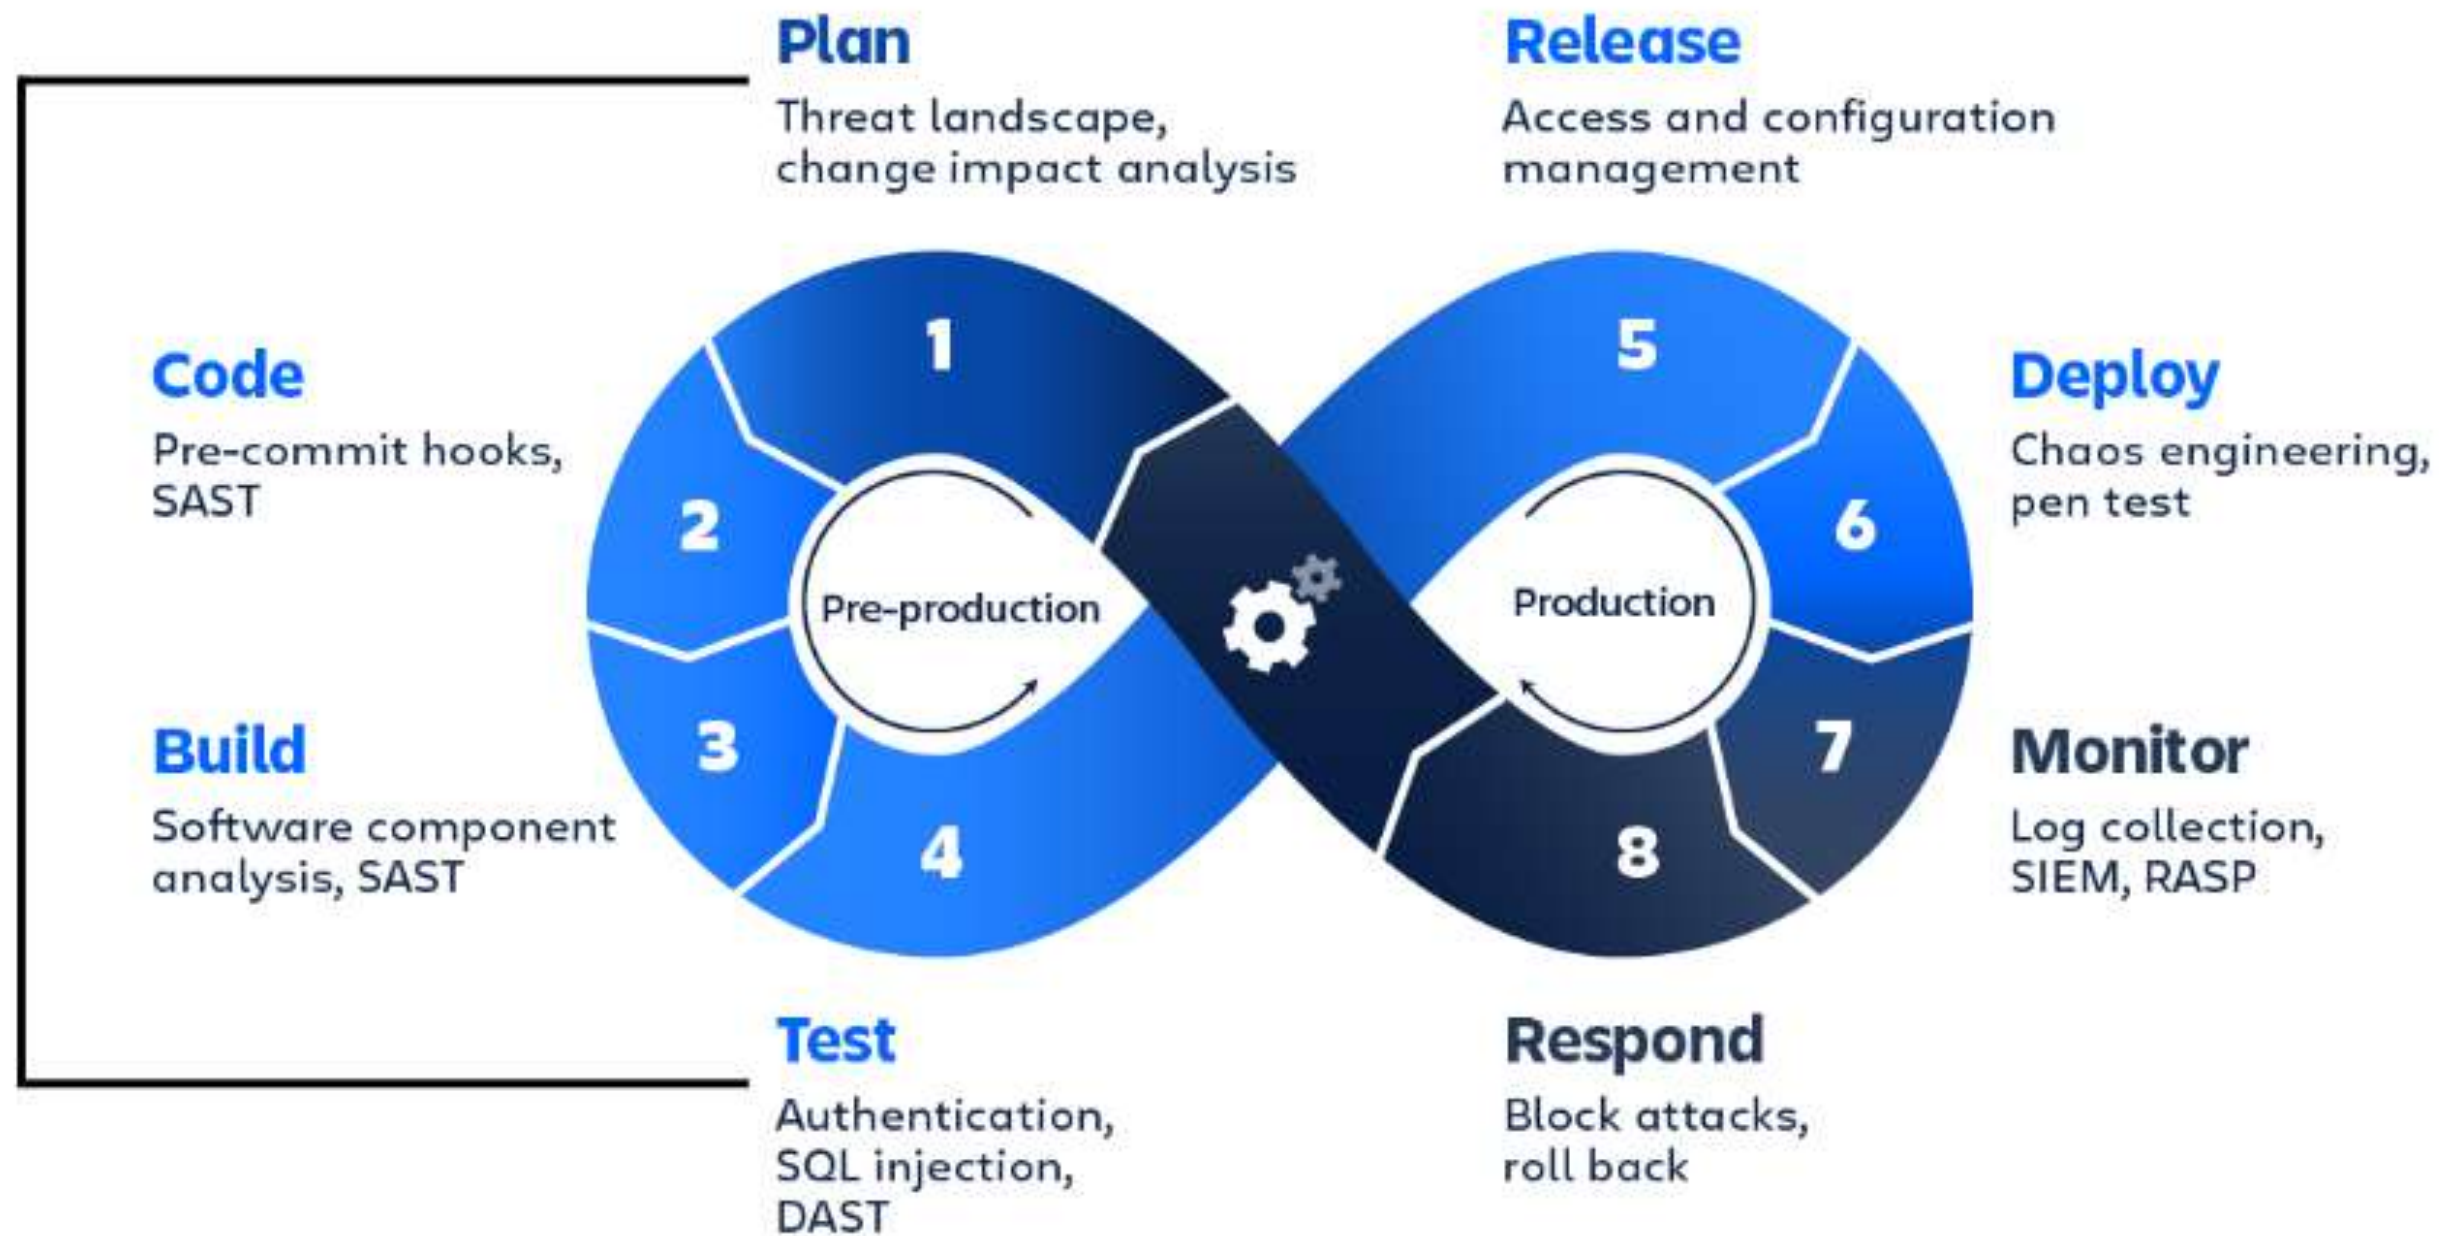 Plan
Threat landscape,
change impact analysis
Release
Access and configuration
management
Code
Pre-commit hooks,
SAST
1
2
3
4
Pre-production
5
6
7
8
Production
Deploy
Chaos engineering,
pen test
Build
Software component
analysis, SAST
Monitor
Log collection,
SIEM, RASP
Test
Authentication,
SQL injection,
DAST
Respond
Block attacks,
roll back